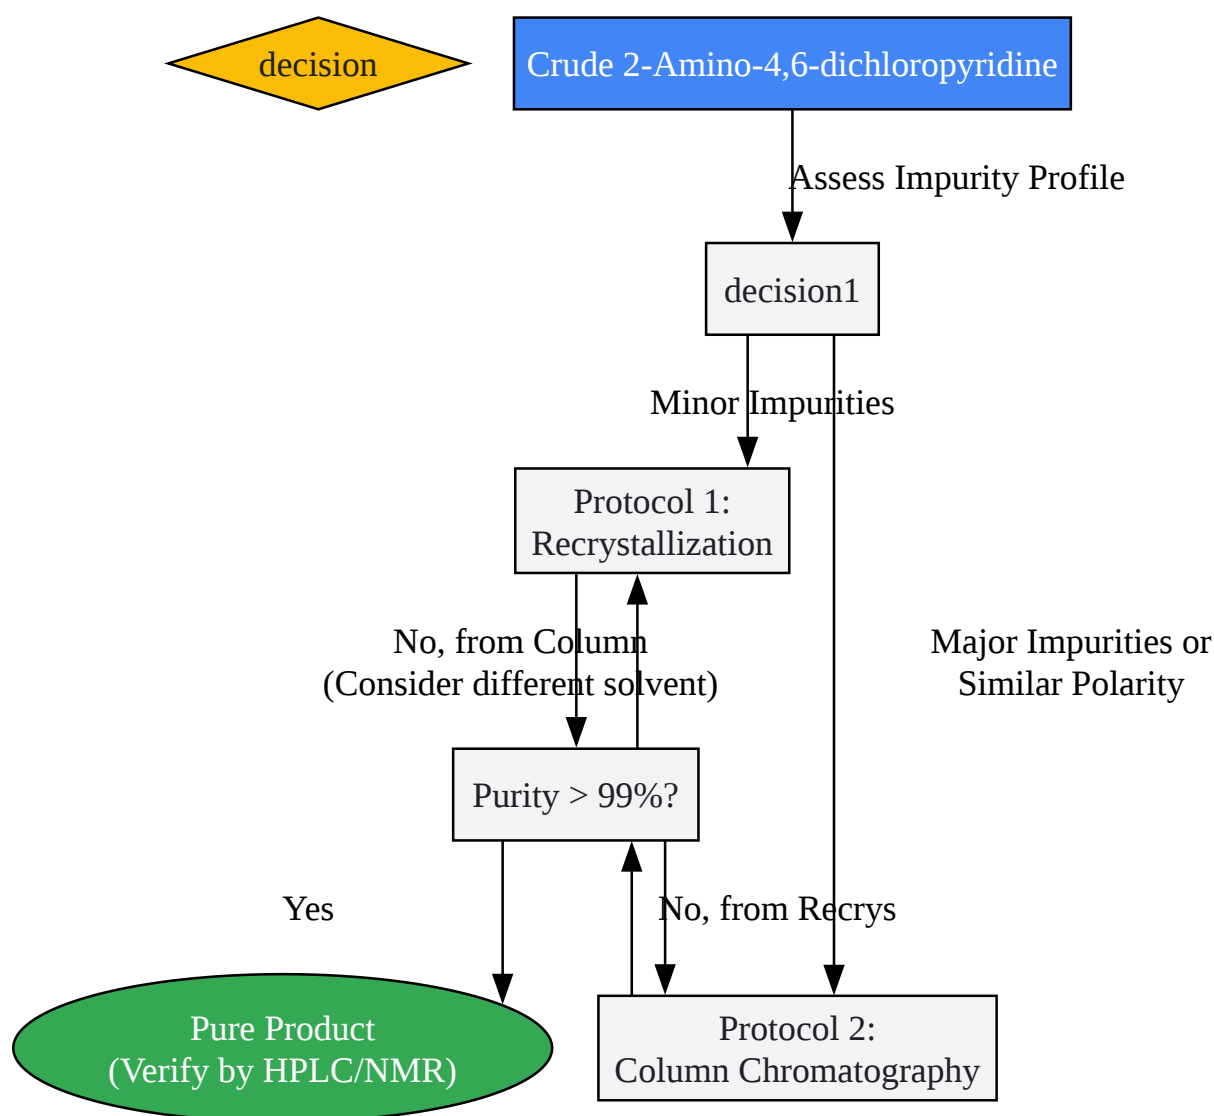 decision
Crude 2-Amino-4,6-dichloropyridine
Assess Impurity Profile
decision1
Minor Impurities
Protocol 1:
Recrystallization
No, from Column
(Consider different solvent)
Major Impurities or
Similar Polarity
Purity > 99%?
Yes
No, from Recrys
Pure Product
(Verify by HPLC/NMR)
Protocol 2:
Column Chromatography